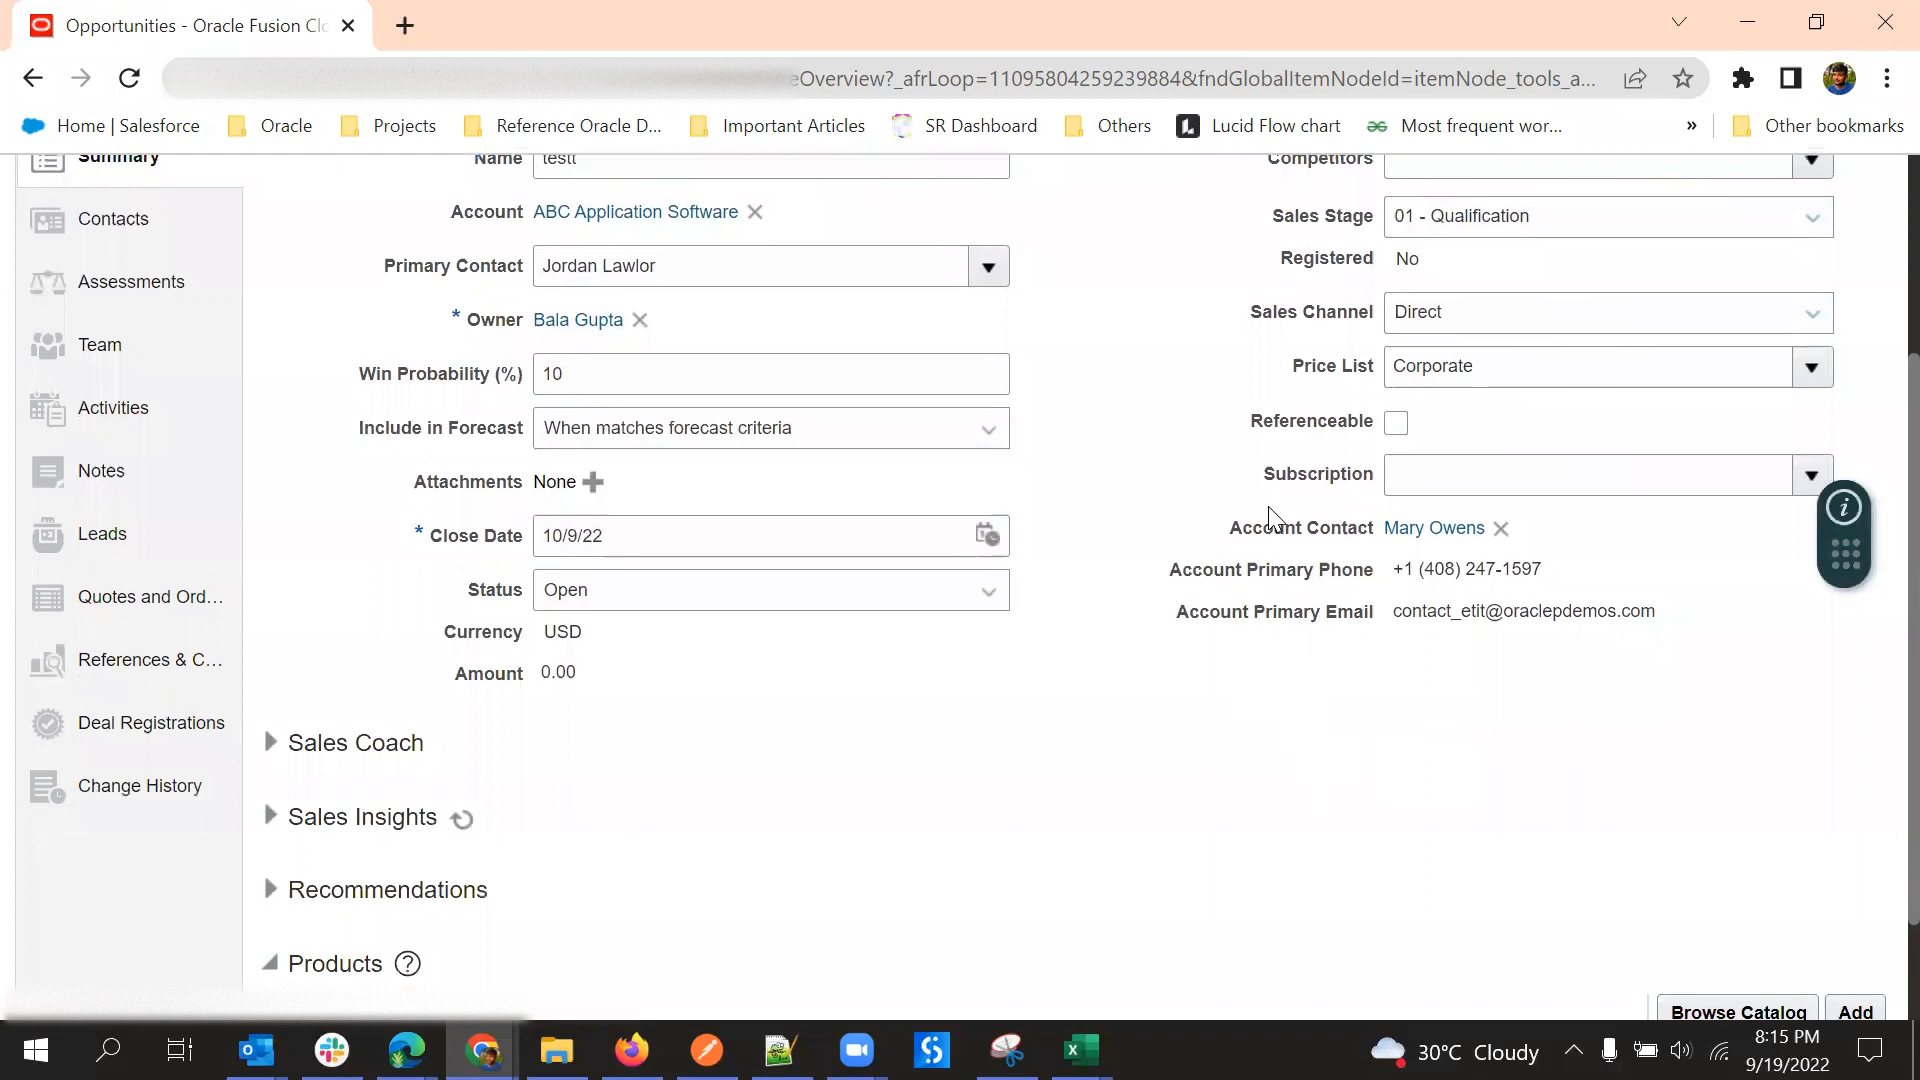 Opportunities - Oracle Fusion Clo
eOverview?_afrLoop=11095804259239884&fndGlobalItemNodeId=itemNode_tools_a...
Home | Salesforce
Oracle
Projects
Reference Oracle D...
Important Articles
SR Dashboard
Others
Lucid Flow chart
Most frequent wor...
»
Other bookmarks
Summary
Contacts
Assessments
Team
Activities
Notes
Leads
Quotes and Ord...
References & C...
Deal Registrations
Change History
Name testt
Account ABC Application Software
Primary Contact Jordan Lawlor
* Owner Bala Gupta
Win Probability (%) 10
Include in Forecast When matches forecast criteria
Attachments None
* Close Date 10/9/22
Status Open
Currency USD
Amount 0.00
Competitors
Sales Stage 01 - Qualification
Registered No
Sales Channel Direct
Price List Corporate
Referenceable
Subscription
Account Contact Mary Owens
Account Primary Phone +1 (408) 247-1597
Account Primary Email contact_etit@oraclepdemos.com
Sales Coach
Sales Insights
Recommendations
Products ?
Browse Catalog Add
30°C Cloudy
8:15 PM
9/19/2022